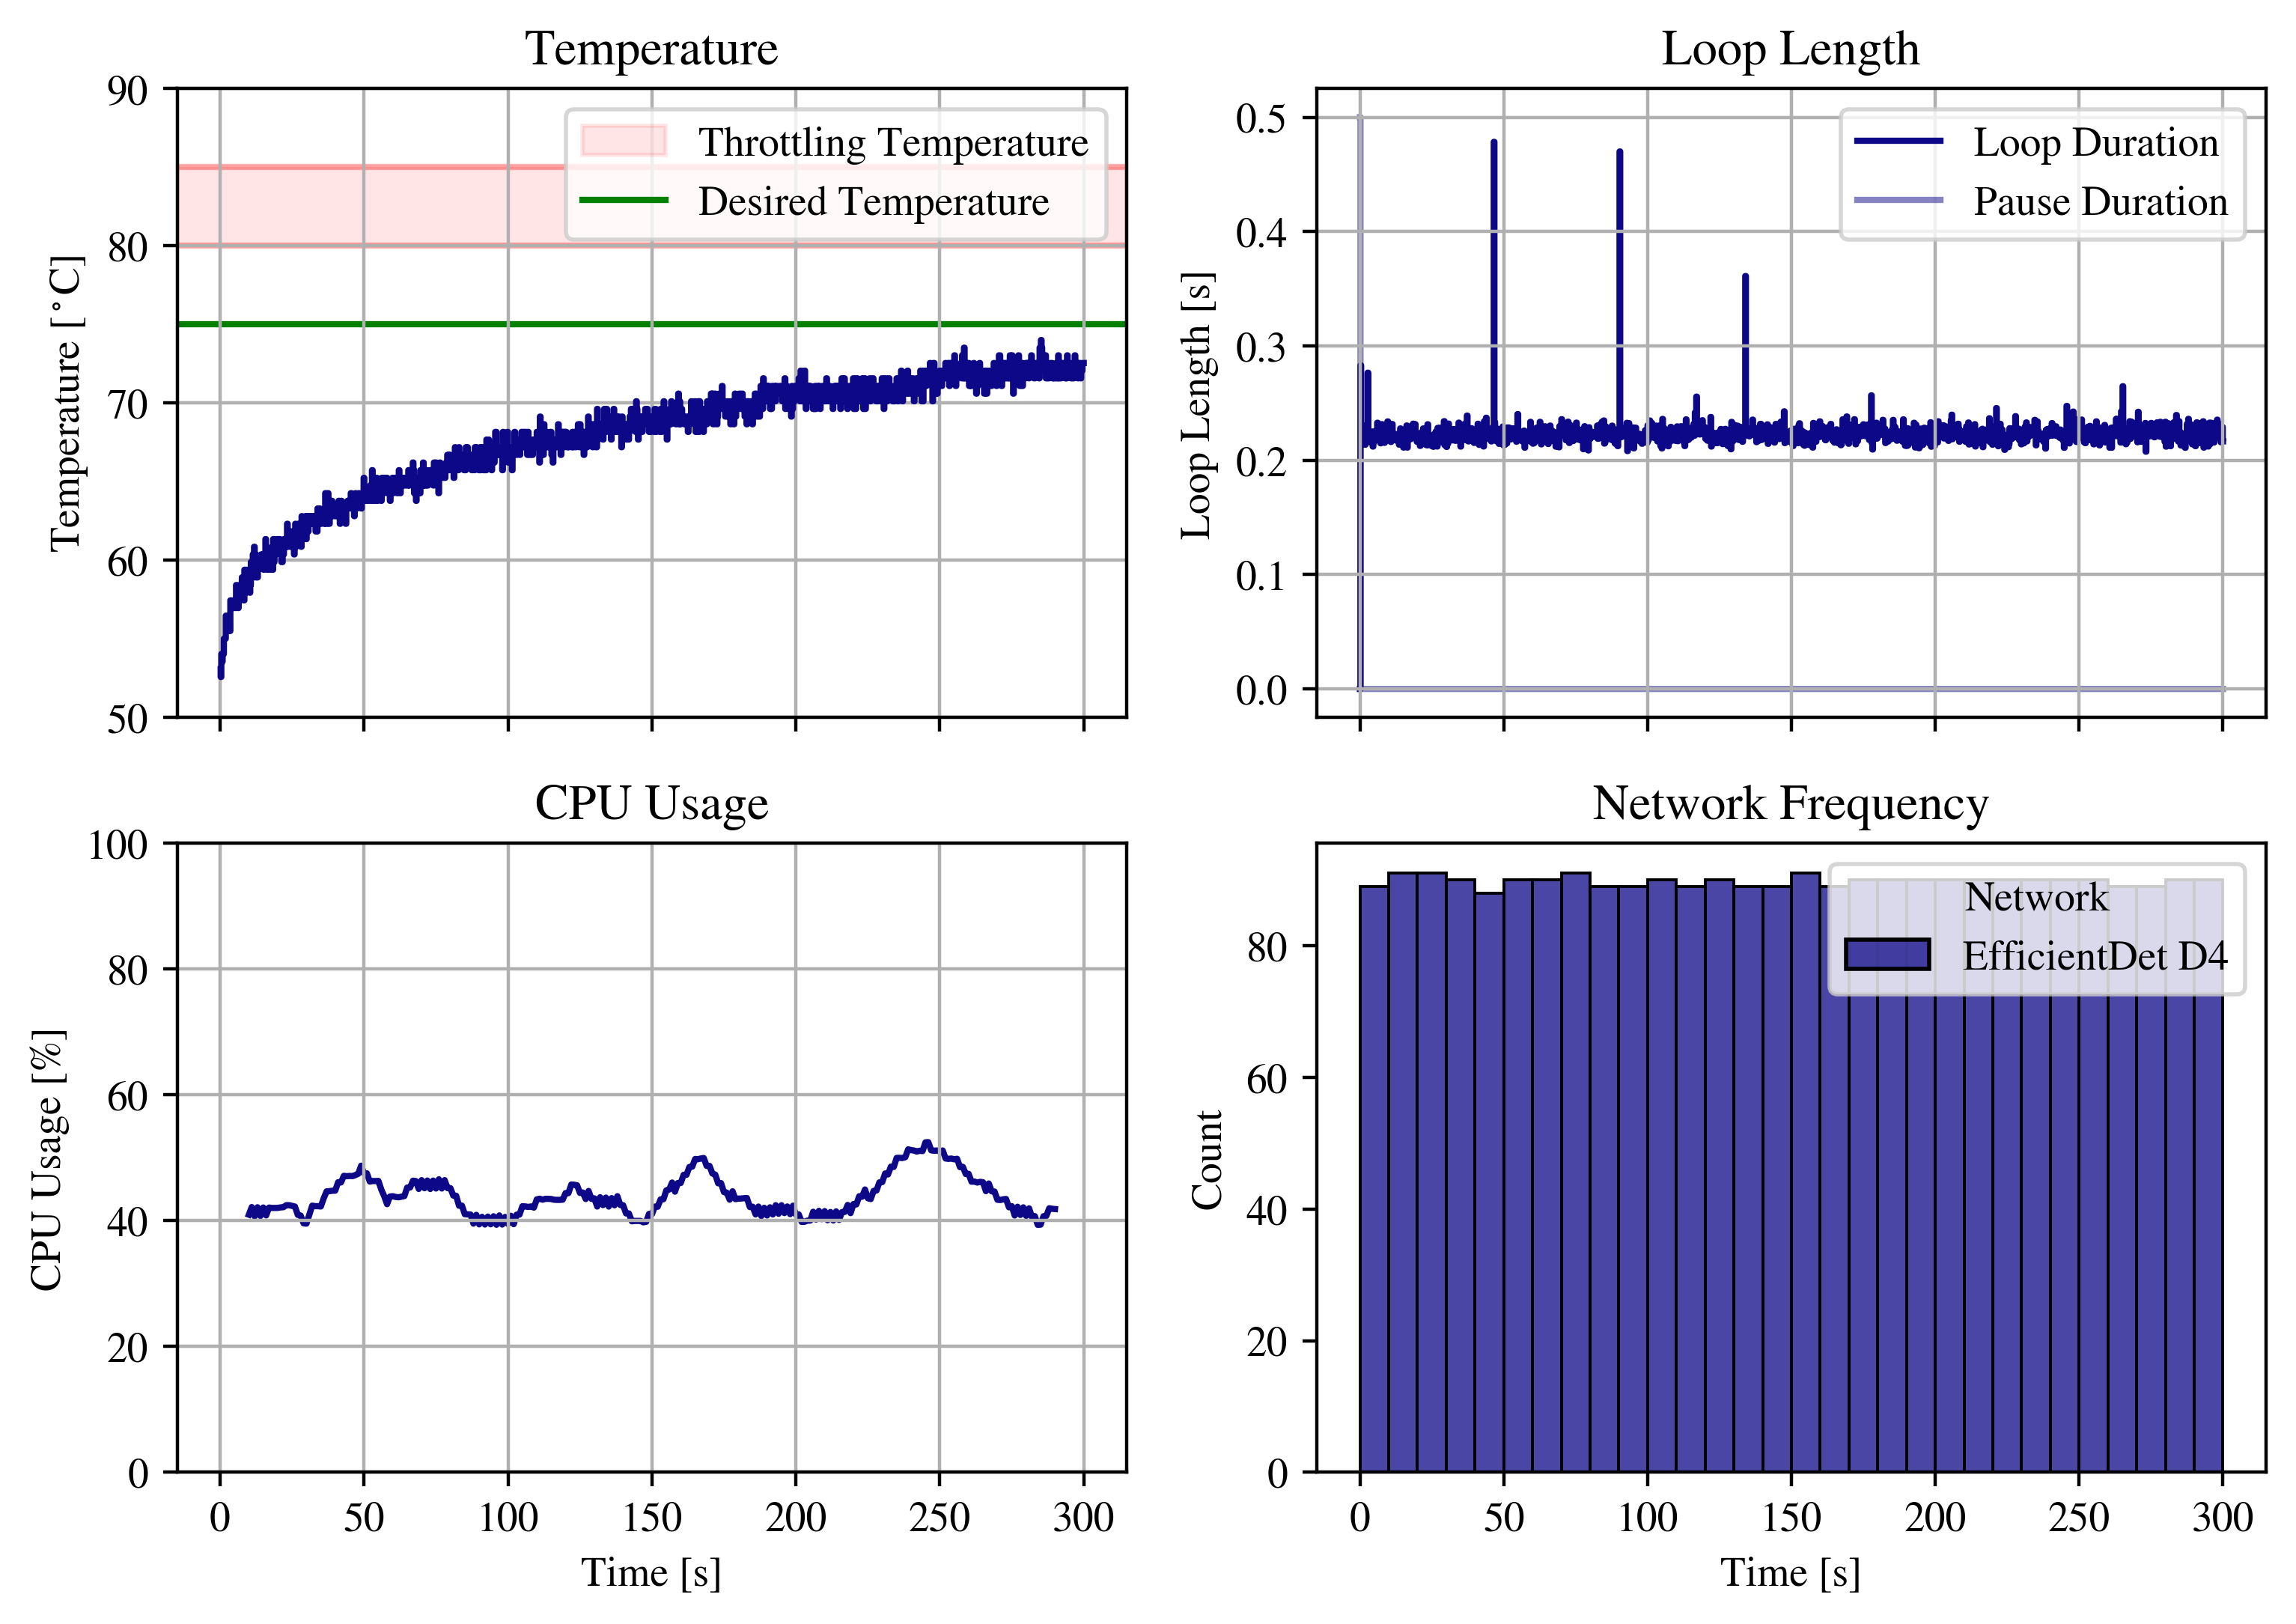 Temperature
90
80
70
60
50
Temperature [°C]
Throttling Temperature
Desired Temperature
Loop Length
0.5
0.4
0.3
0.2
0.1
0.0
Loop Length [s]
Loop Duration
Pause Duration
CPU Usage
100
80
60
40
20
0
CPU Usage [%]
0 50 100 150 200 250 300
Time [s]
Network Frequency
80
60
40
20
0
Count
Network
EfficientDet D4
0 50 100 150 200 250 300
Time [s]